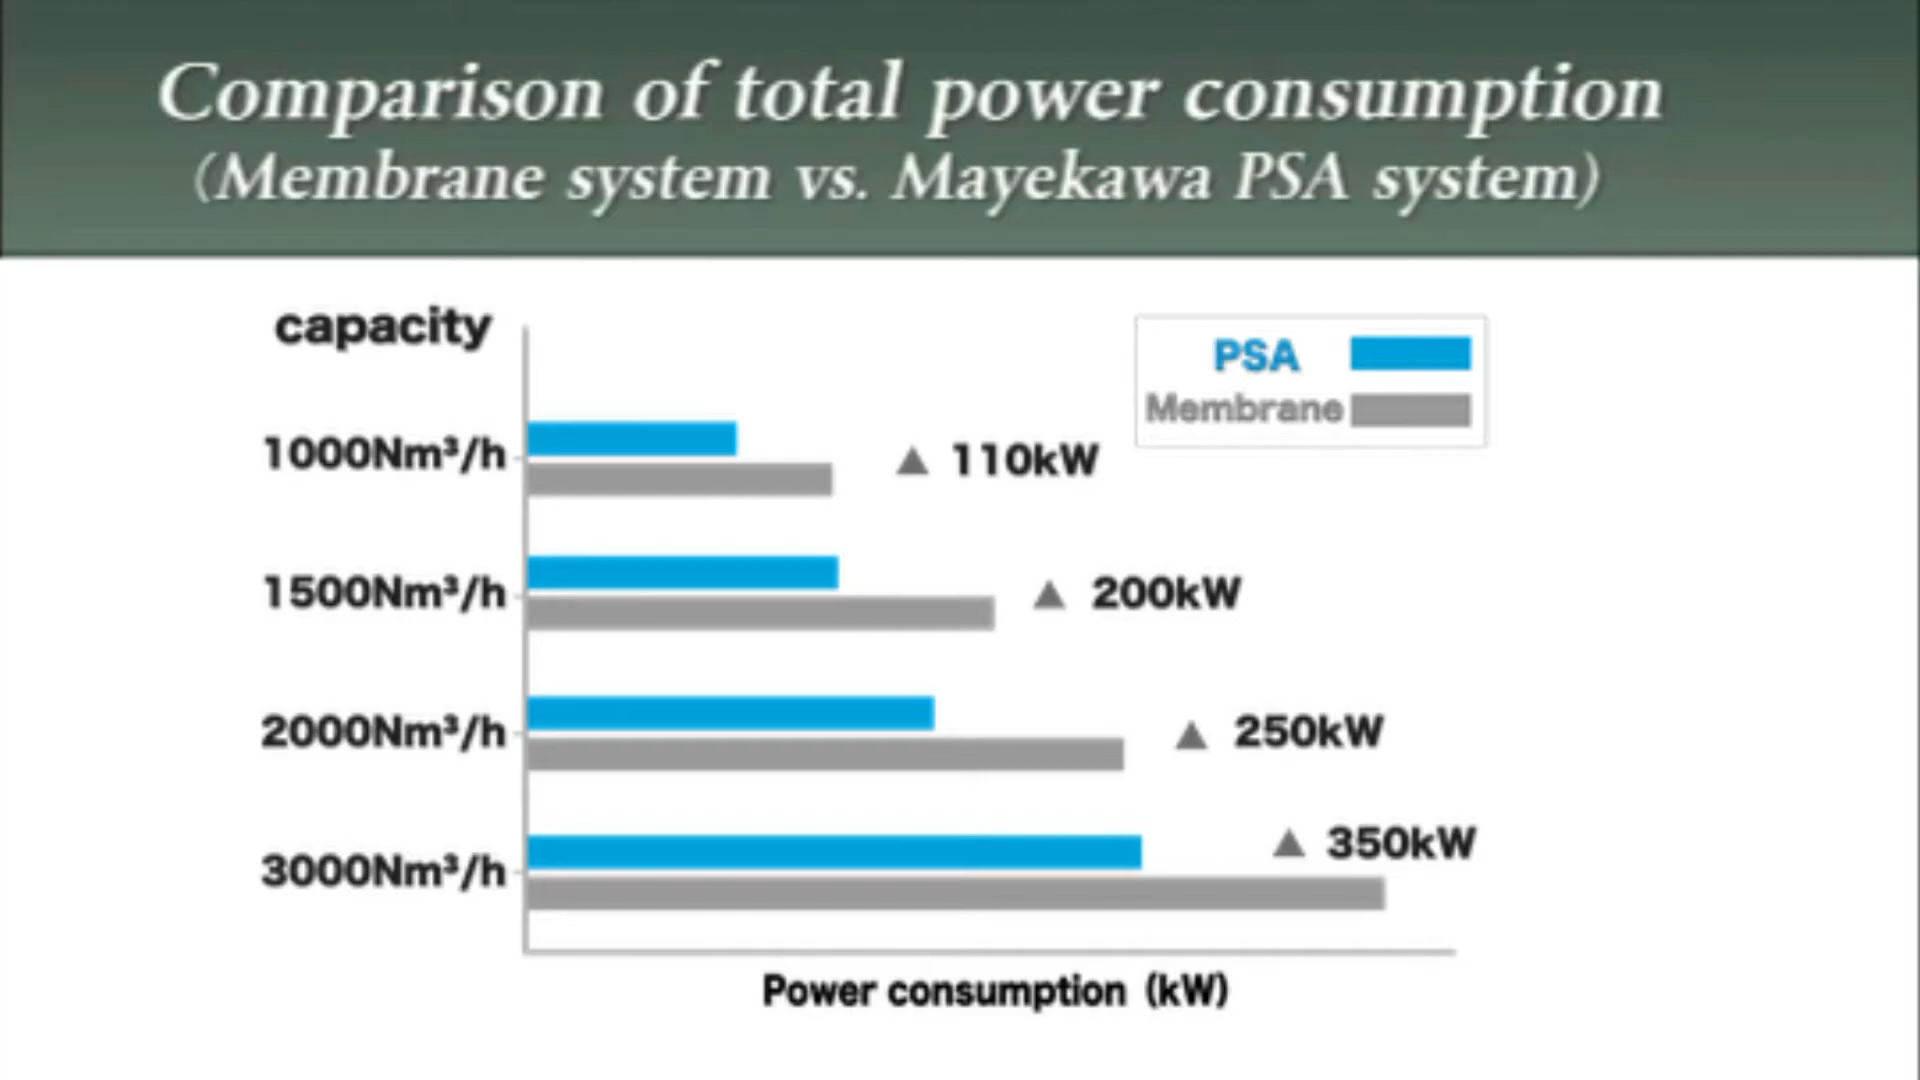 Comparison of total power consumption
(Membrane system vs. Mayekawa PSA system)
capacity
PSA
Membrane
1000Nm³/h
▲ 110kW
1500Nm³/h
▲ 200kW
2000Nm³/h
▲ 250kW
3000Nm³/h
▲ 350kW
Power consumption (kW)